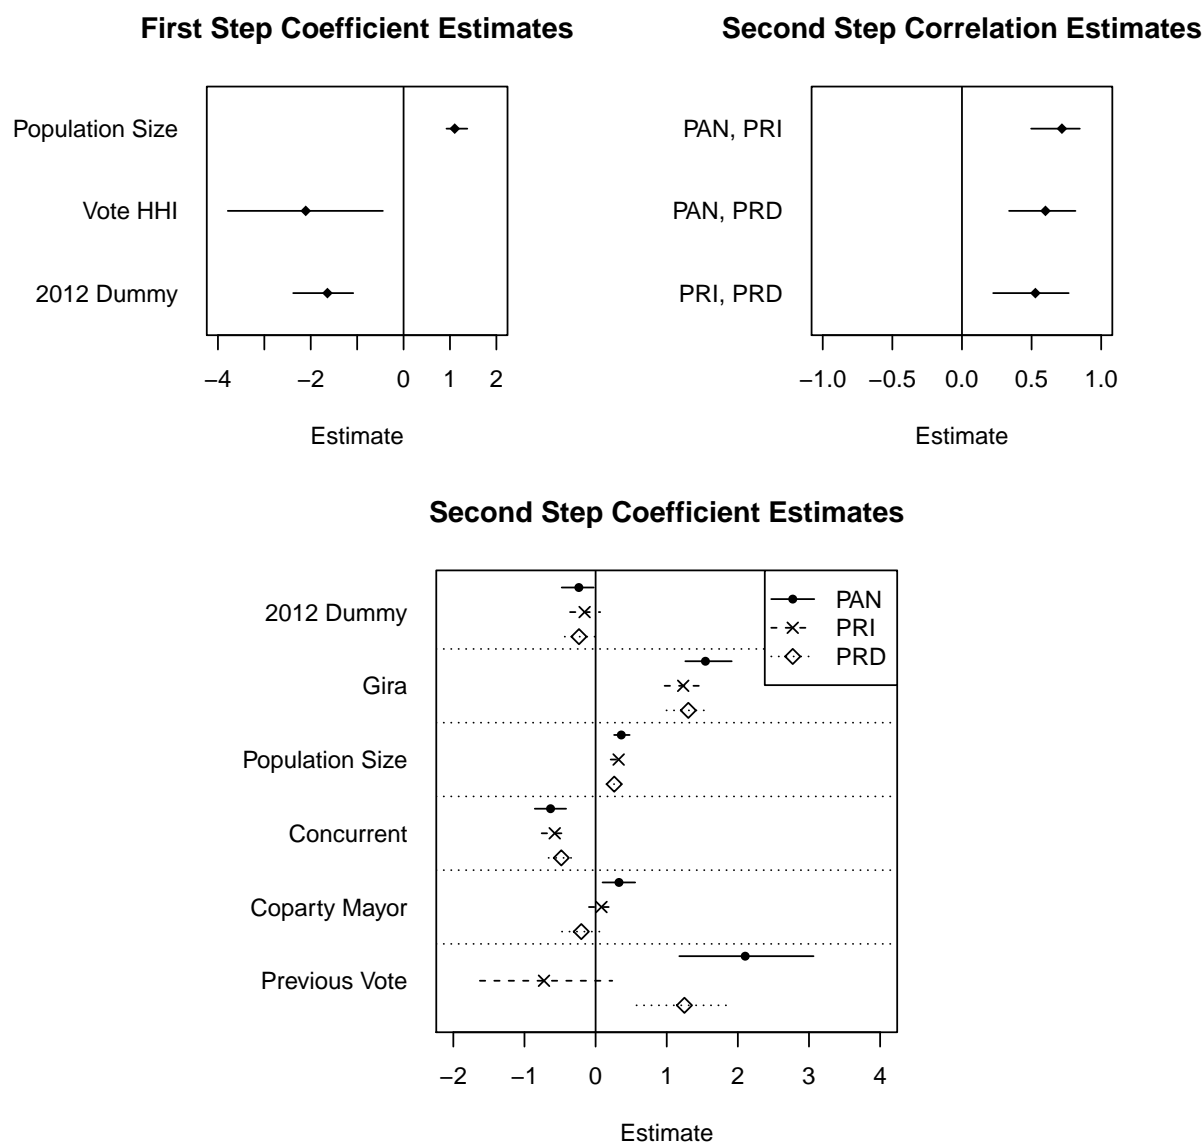 First Step Coefficient Estimates
Population Size
Vote HHI
2012 Dummy
−4 −2 0 1 2
Estimate
Second Step Correlation Estimates
PAN, PRI
PAN, PRD
PRI, PRD
−1.0 −0.5 0.0 0.5 1.0
Estimate
Second Step Coefficient Estimates
PAN
PRI
PRD
2012 Dummy
Gira
Population Size
Concurrent
Coparty Mayor
Previous Vote
−2 −1 0 1 2 3 4
Estimate